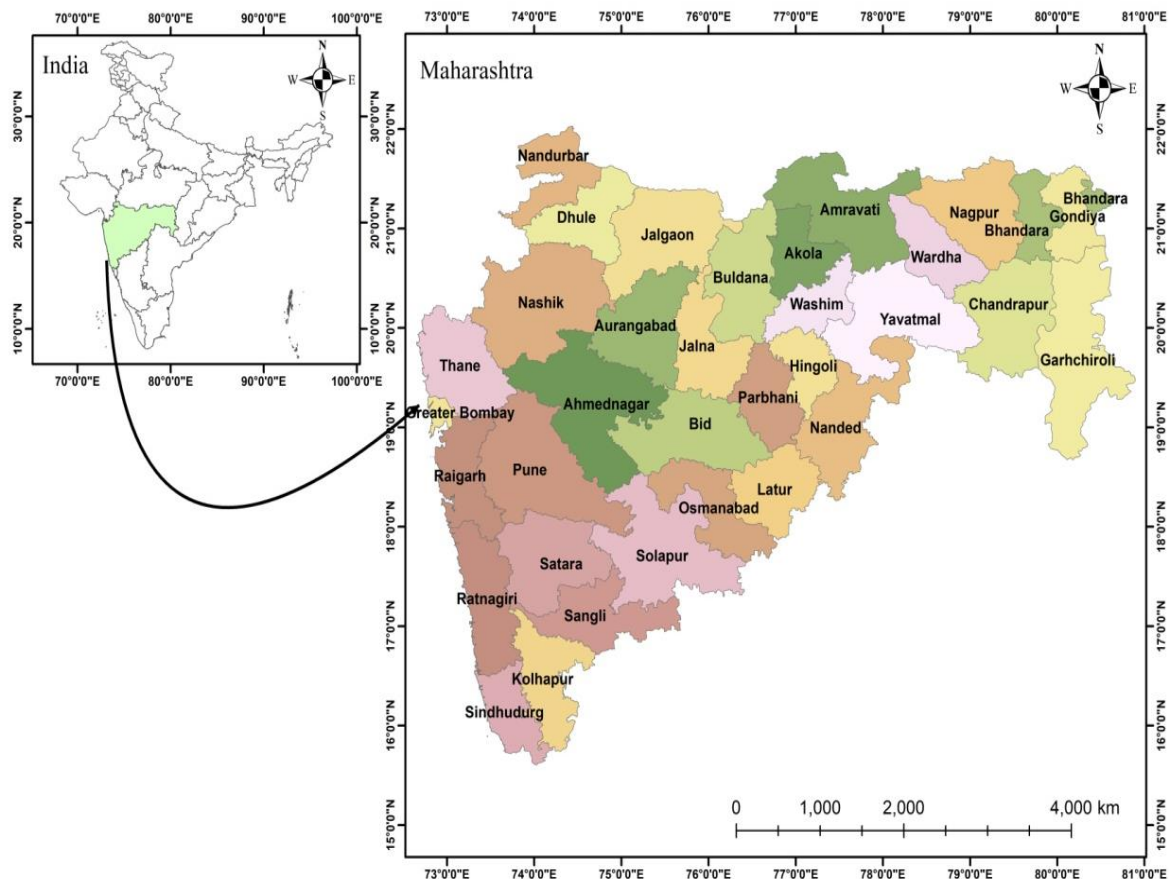 70°0'0"E 80°0'0"E 90°0'0"E 100°0'0"E
India
N
W E
S
30°0'0"N
20°0'0"N
10°0'0"N
30°0'0"N
20°0'0"N
10°0'0"N
70°0'0"E 80°0'0"E 90°0'0"E 100°0'0"E
73°0'0"E 74°0'0"E 75°0'0"E 76°0'0"E 77°0'0"E 78°0'0"E 79°0'0"E 80°0'0"E 81°0'0"E
Maharashtra
N
W E
S
22°0'0"N
21°0'0"N
20°0'0"N
19°0'0"N
18°0'0"N
17°0'0"N
16°0'0"N
15°0'0"N
Nandurbar
Dhule
Jalgaon
Buldana
Akola
Amravati
Wardha
Nagpur
Bhandara
Gondiya
Bhandara
Nashik
Aurangabad
Jalna
Washim
Yavatmal
Chandrapur
Garhchiroli
Thane
Greater Bombay
Ahmednagar
Bid
Parbhani
Hingoli
Nanded
Raigarh
Pune
Osmanabad
Latur
Satara
Solapur
Ratnagiri
Sangli
Kolhapur
Sindhudurg
0 1,000 2,000 4,000 km
22°0'0"N
21°0'0"N
20°0'0"N
19°0'0"N
18°0'0"N
17°0'0"N
16°0'0"N
15°0'0"N
73°0'0"E 74°0'0"E 75°0'0"E 76°0'0"E 77°0'0"E 78°0'0"E 79°0'0"E 80°0'0"E 81°0'0"E